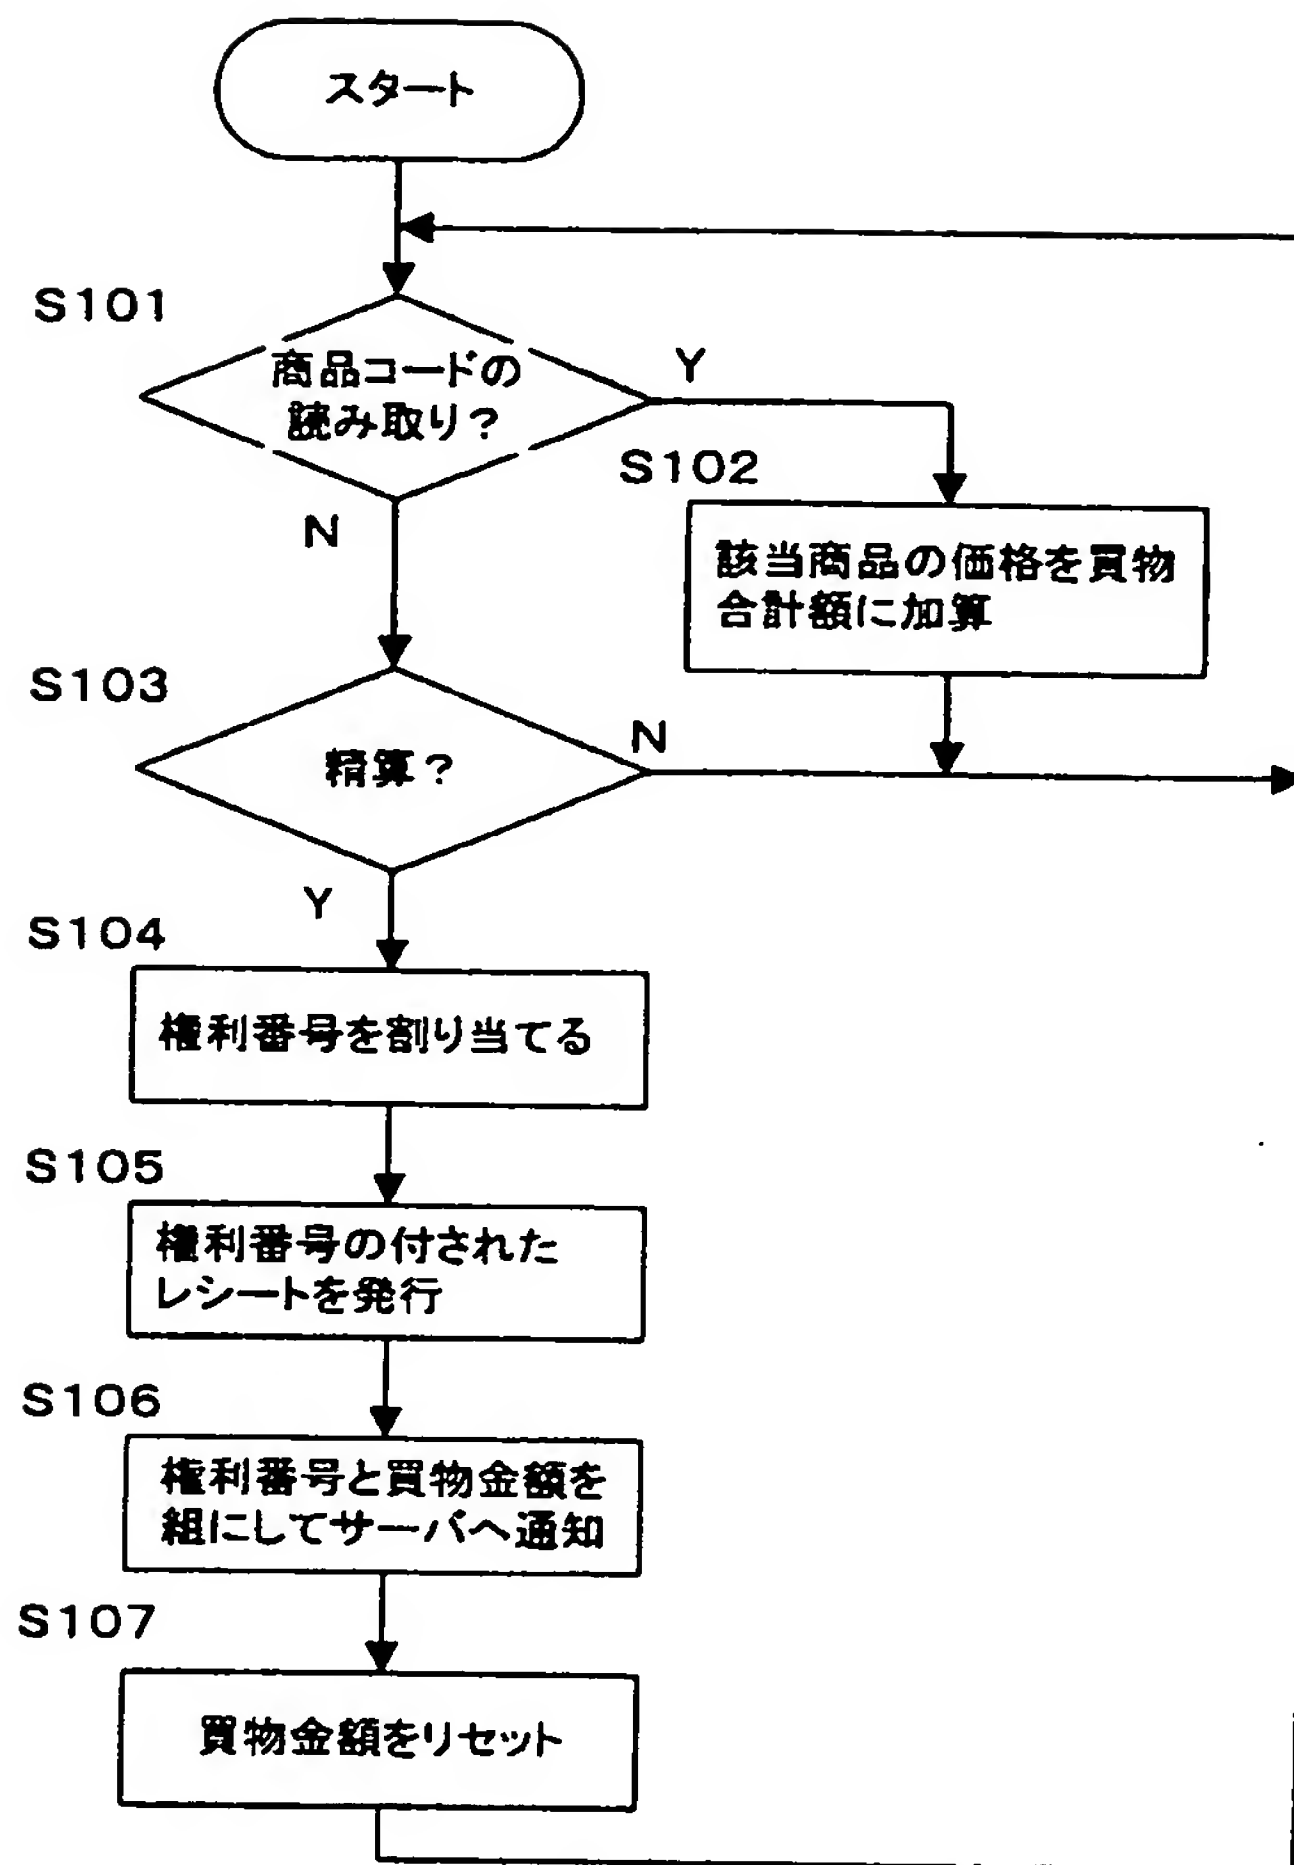 スタート
S101
商品コードの
読み取り?
Y
S102
N
該当商品の価格を買物
合計額に加算
S103
精算?
N
Y
S104
権利番号を割り当てる
S105
権利番号の付された
レシートを発行
S106
権利番号と買物金額を
組にしてサーバへ通知
S107
買物金額をリセット